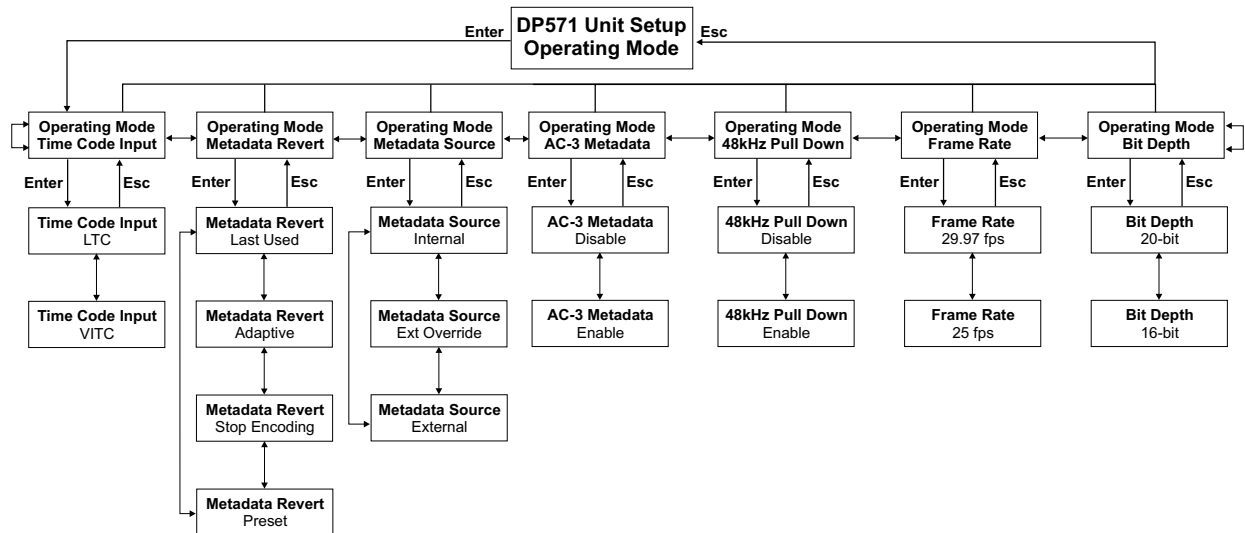 DP571 Unit Setup
Operating Mode
Enter
Esc
Operating Mode
Time Code Input
Operating Mode
Metadata Revert
Operating Mode
Metadata Source
Operating Mode
AC-3 Metadata
Operating Mode
48kHz Pull Down
Operating Mode
Frame Rate
Operating Mode
Bit Depth
Enter
Esc
Enter
Esc
Enter
Esc
Enter
Esc
Enter
Esc
Enter
Esc
Enter
Esc
Time Code Input
LTC
Metadata Revert
Last Used
Metadata Source
Internal
AC-3 Metadata
Disable
48kHz Pull Down
Disable
Frame Rate
29.97 fps
Bit Depth
20-bit
Time Code Input
VITC
Metadata Revert
Adaptive
Metadata Source
Ext Override
AC-3 Metadata
Enable
48kHz Pull Down
Enable
Frame Rate
25 fps
Bit Depth
16-bit
Metadata Revert
Stop Encoding
Metadata Source
External
Metadata Revert
Preset